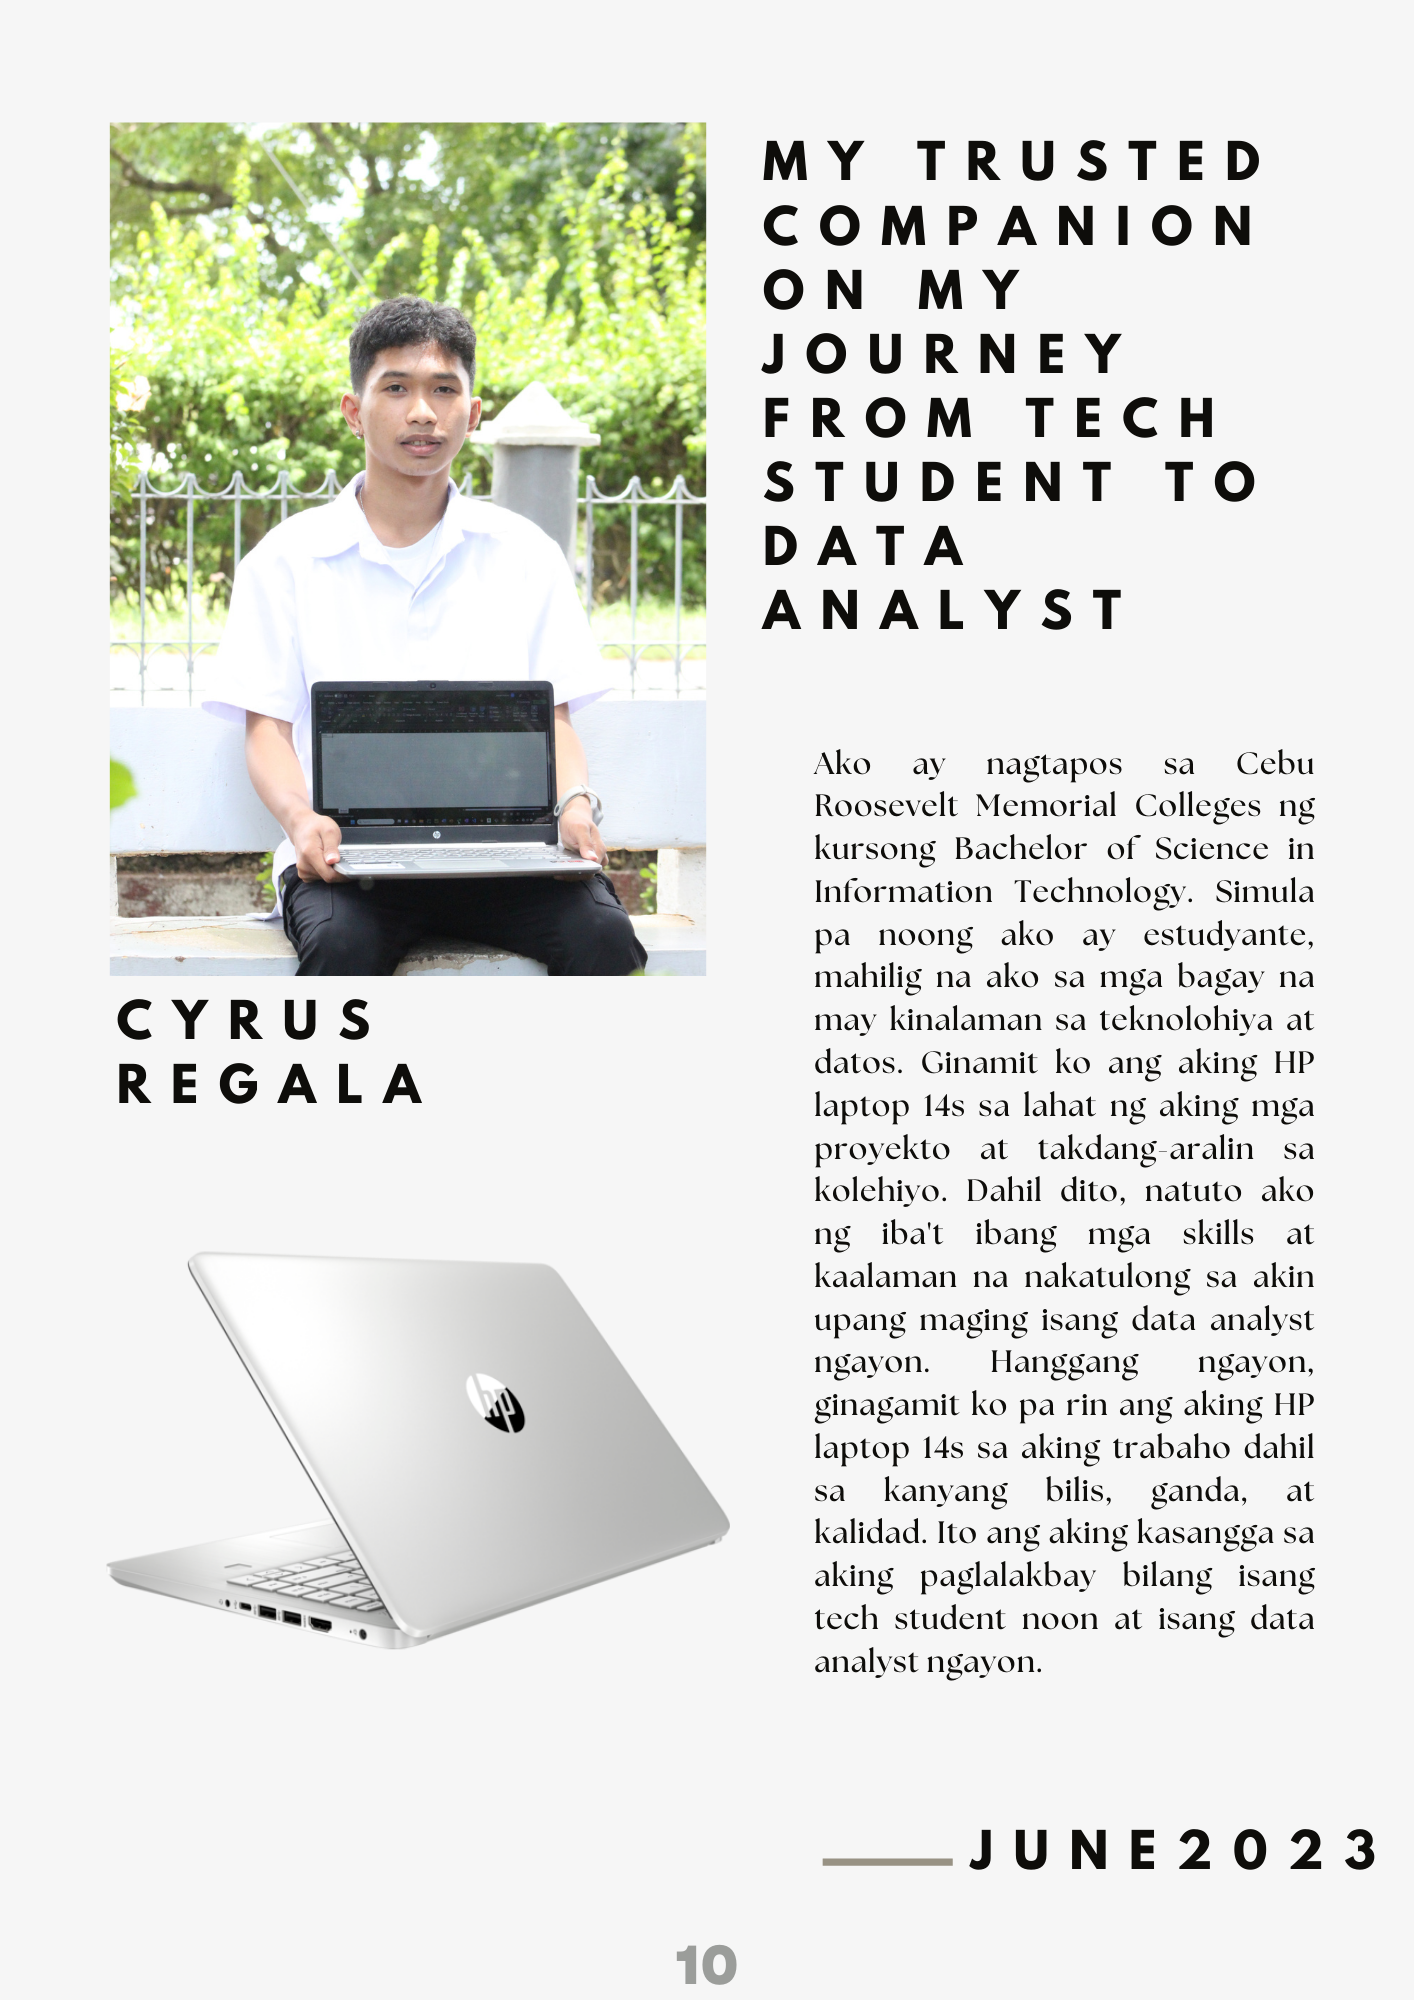 MY TRUSTED
COMPANION
ON MY
JOURNEY
FROM TECH
STUDENT TO
DATA
ANALYST
CYRUS
REGALA
Ako ay nagtapos sa Cebu
Roosevelt Memorial Colleges ng
kursong Bachelor of Science in
Information Technology. Simula
pa noong ako ay estudyante,
mahilig na ako sa mga bagay na
may kinalaman sa teknolohiya at
datos. Ginamit ko ang aking HP
laptop 14s sa lahat ng aking mga
proyekto at takdang-aralin sa
kolehiyo. Dahil dito, natuto ako
ng iba't ibang mga skills at
kaalaman na nakatulong sa akin
upang maging isang data analyst
ngayon. Hanggang ngayon,
ginagamit ko pa rin ang aking HP
laptop 14s sa aking trabaho dahil
sa kanyang bilis, ganda, at
kalidad. Ito ang aking kasangga sa
aking paglalakbay bilang isang
tech student noon at isang data
analyst ngayon.
hp
JUNE2023
10